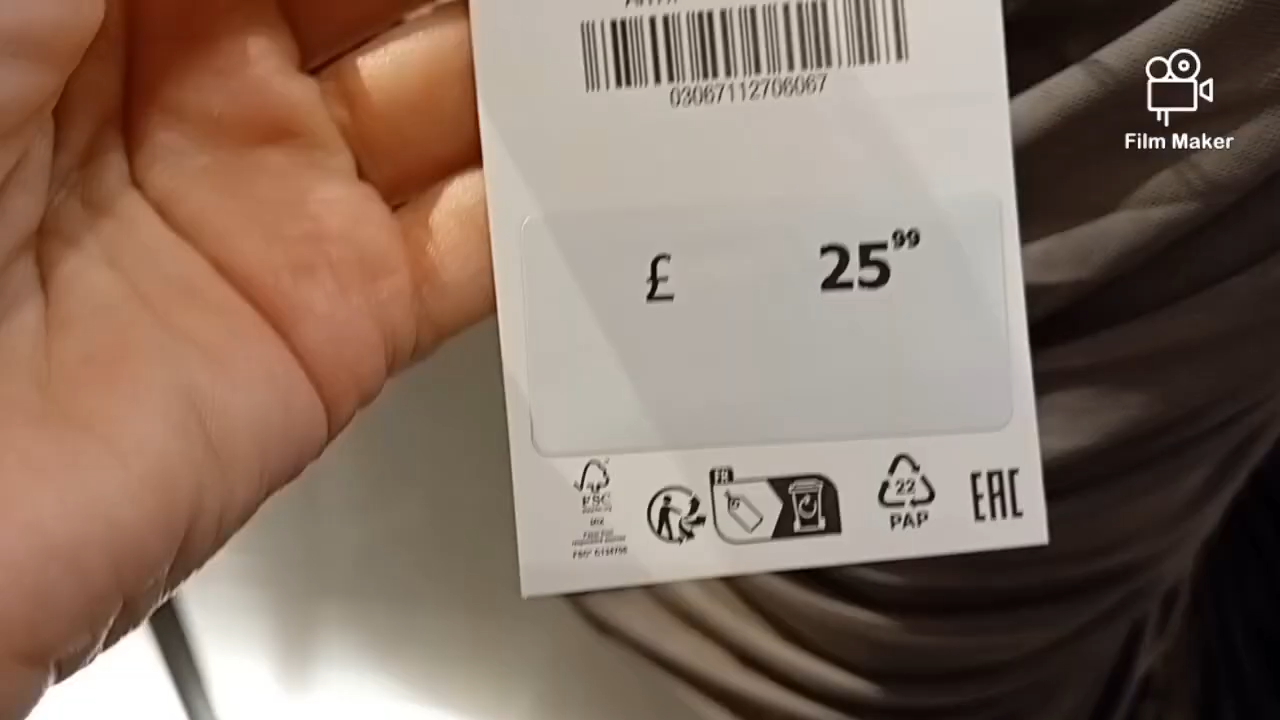 03067112706067
Film Maker
£ 25⁹⁹
FR
FSC
22
PAP
EAC